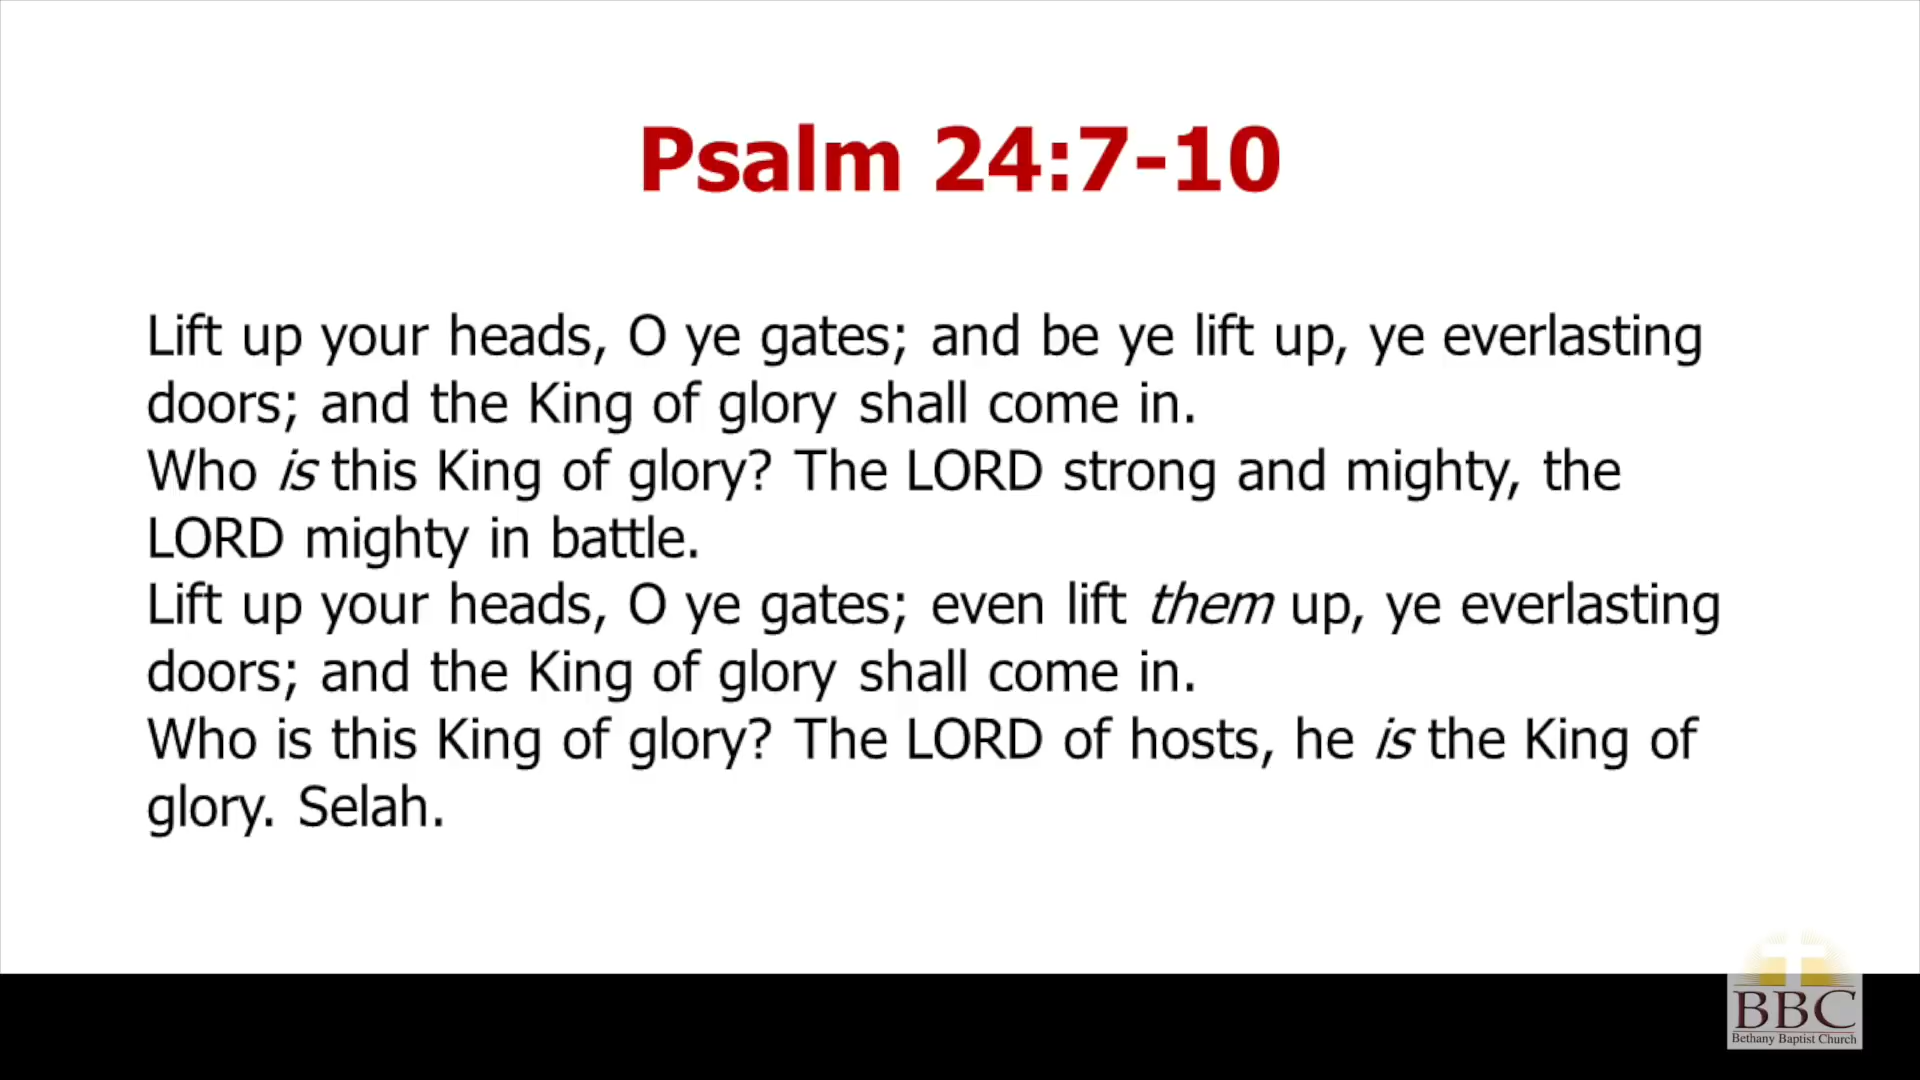 Psalm 24:7-10
Lift up your heads, O ye gates; and be ye lift up, ye everlasting
doors; and the King of glory shall come in.
Who is this King of glory? The LORD strong and mighty, the
LORD mighty in battle.
Lift up your heads, O ye gates; even lift them up, ye everlasting
doors; and the King of glory shall come in.
Who is this King of glory? The LORD of hosts, he is the King of
glory. Selah.
BBC
Bethany Baptist Church